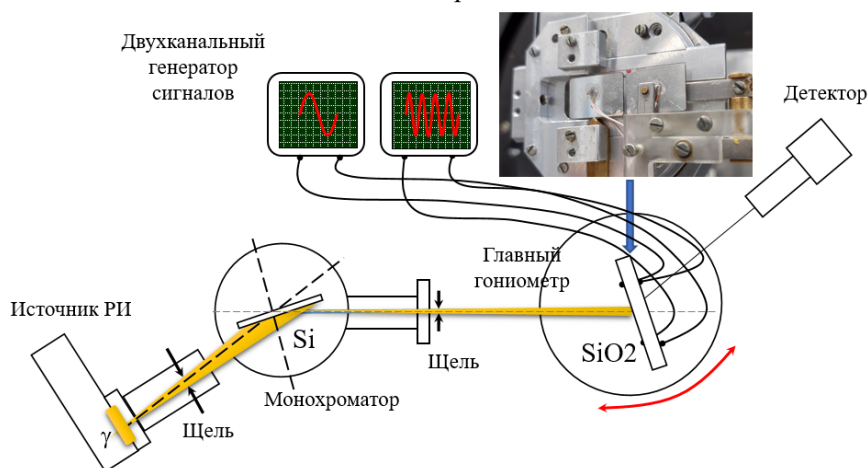 Двухканальный
генератор
сигналов
Детектор
Главный
гониометр
Источник РИ
Si
SiO2
Щель
Монохроматор
γ
Щель